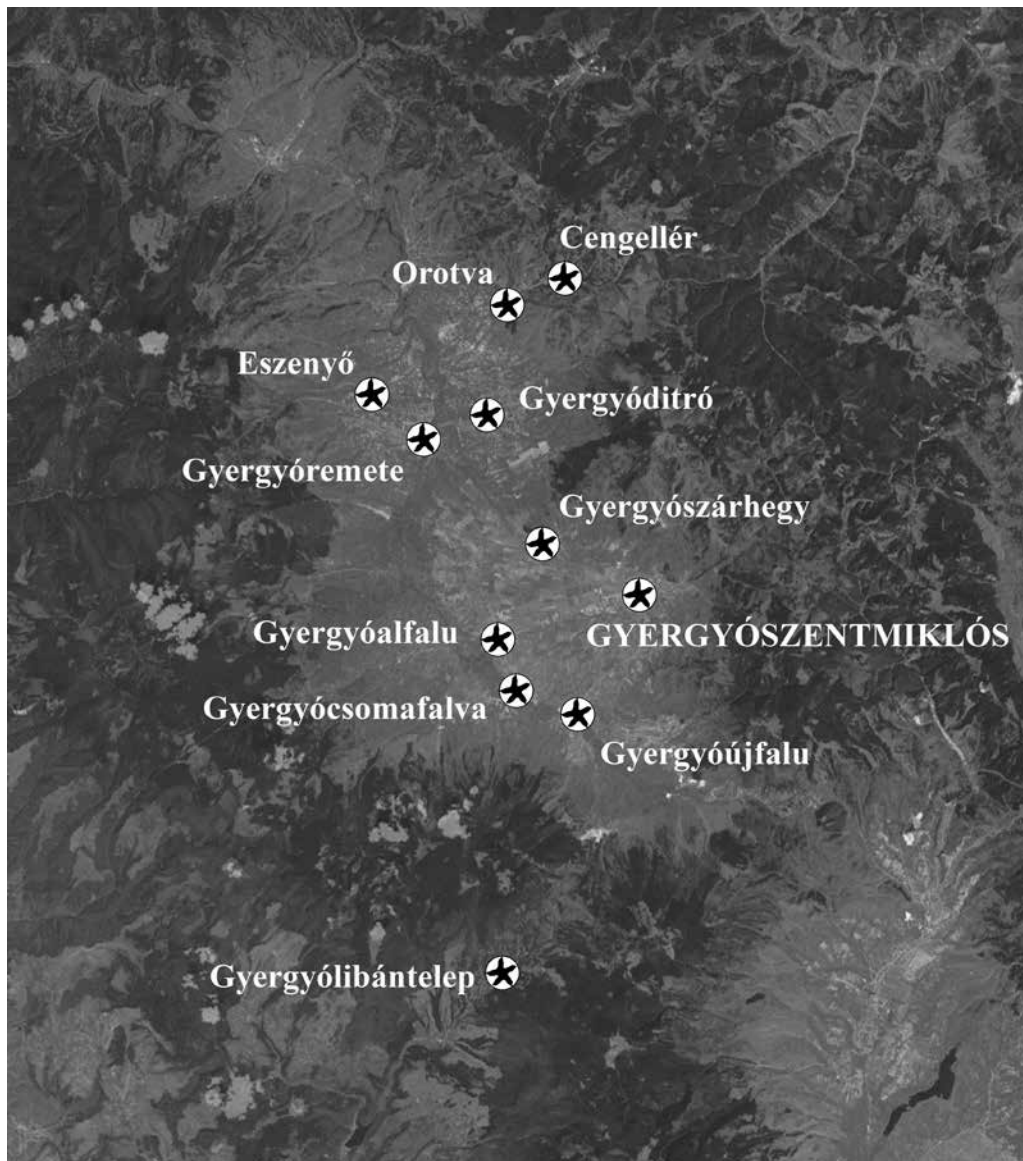 Cengellér
Orotva
Eszenyő
Gyergyóditró
Gyergyóremete
Gyergyószárhegy
GYERGYÓSZENTMIKLÓS
Gyergyóalfalu
Gyergyócsomafalva
Gyergyóújfalu
Gyergyólibántelep